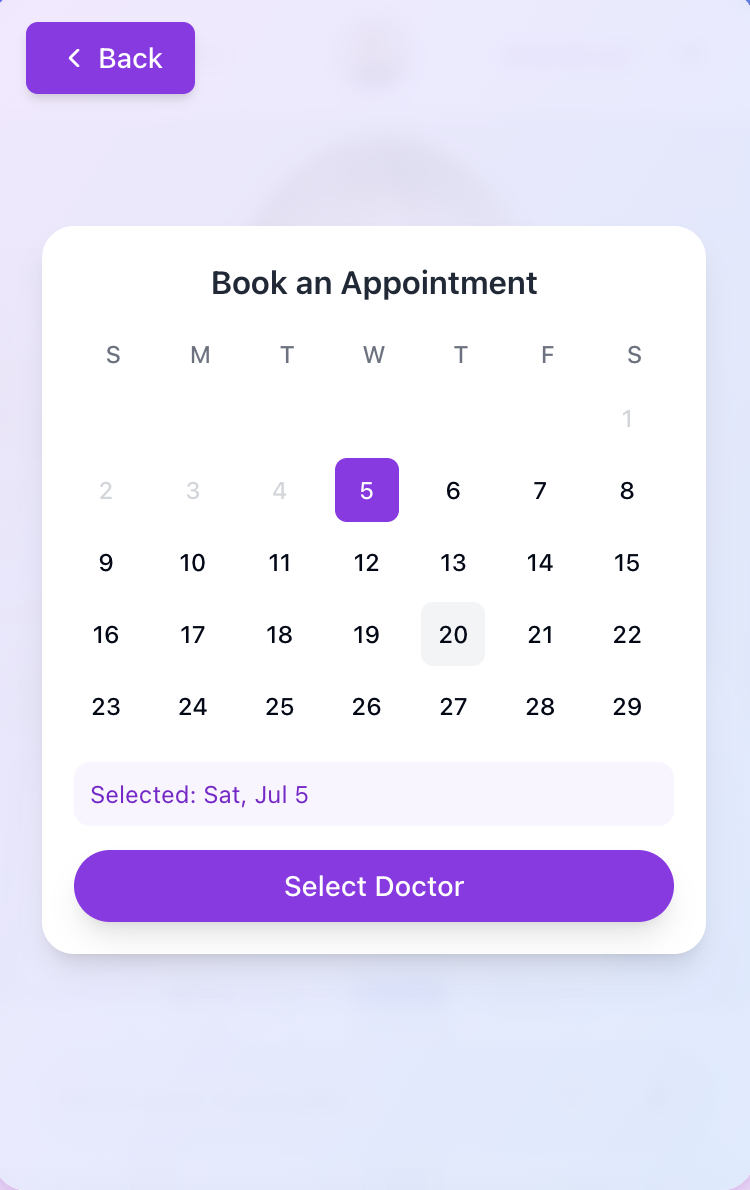 Back
Book an Appointment
S M T W T F S
1
2 3 4 5 6 7 8
9 10 11 12 13 14 15
16 17 18 19 20 21 22
23 24 25 26 27 28 29
Selected: Sat, Jul 5
Select Doctor